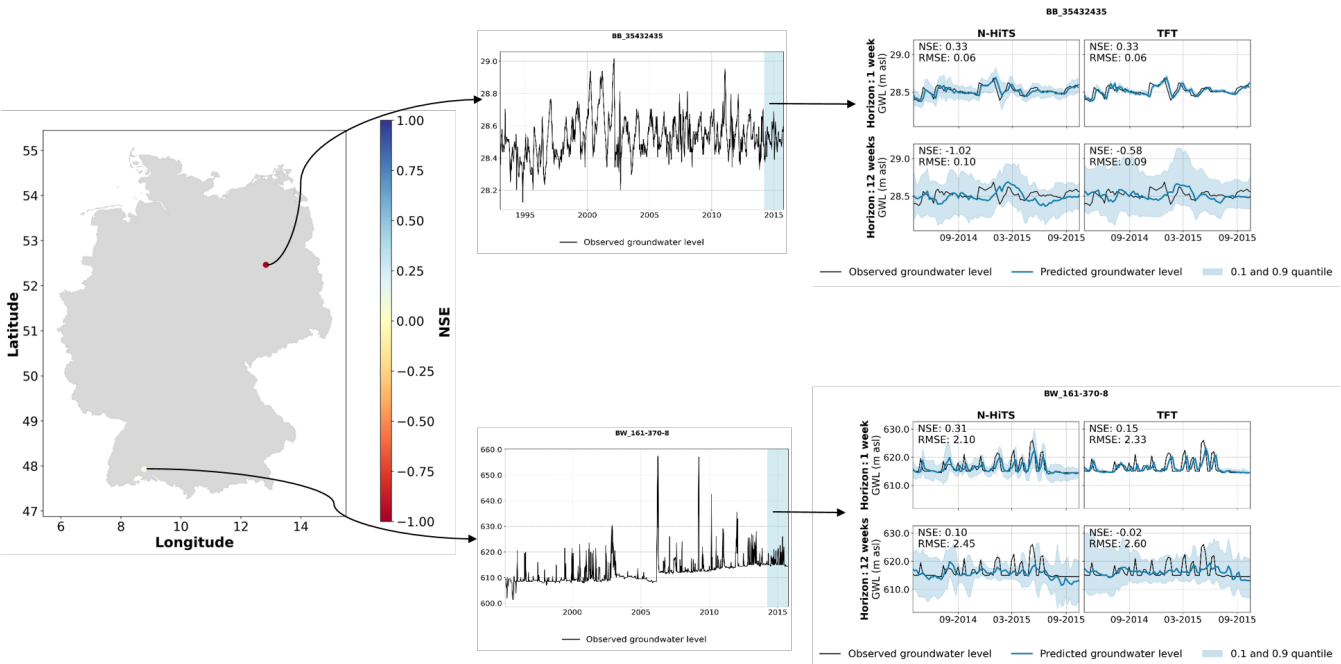 55
54
53
52
51
50
49
48
47
Latitude
6
8
10
12
14
Longitude
1.00
0.75
0.50
0.25
0.00
−0.25
−0.50
−0.75
−1.00
NSE
BB_35432435
29.0
28.8
28.6
28.4
28.2
1995
2000
2005
2010
2015
Observed groundwater level
BB_35432435
N-HiTS
TFT
Horizon: 1 week
GWL (m asl)
29.0
28.5
NSE: 0.33
RMSE: 0.06
NSE: 0.33
RMSE: 0.06
Horizon: 12 weeks
GWL (m asl)
29.0
28.5
NSE: -1.02
RMSE: 0.10
NSE: -0.58
RMSE: 0.09
09-2014
03-2015
09-2015
09-2014
03-2015
09-2015
Observed groundwater level
Predicted groundwater level
0.1 and 0.9 quantile
BW_161-370-8
660.0
650.0
640.0
630.0
620.0
610.0
600.0
2000
2005
2010
2015
Observed groundwater level
BW_161-370-8
N-HiTS
TFT
Horizon: 1 week
GWL (m asl)
630.0
620.0
610.0
NSE: 0.31
RMSE: 2.10
NSE: 0.15
RMSE: 2.33
Horizon: 12 weeks
GWL (m asl)
630.0
620.0
610.0
NSE: 0.10
RMSE: 2.45
NSE: -0.02
RMSE: 2.60
09-2014
03-2015
09-2015
09-2014
03-2015
09-2015
Observed groundwater level
Predicted groundwater level
0.1 and 0.9 quantile